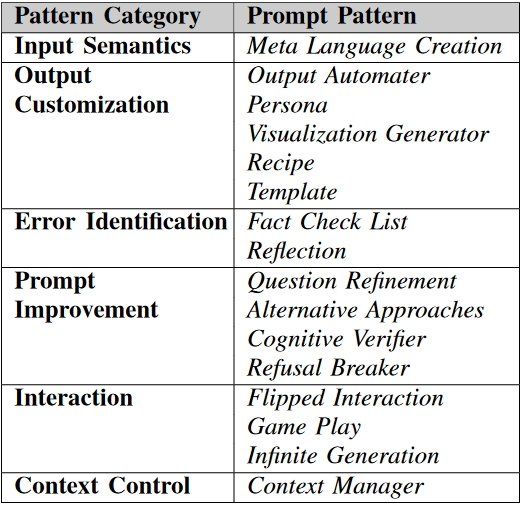 Pattern Category Prompt Pattern
Input Semantics Meta Language Creation
Output Output Automater
Customization Persona
Visualization Generator
Recipe
Template
Error Identification Fact Check List
Reflection
Prompt Question Refinement
Improvement Alternative Approaches
Cognitive Verifier
Refusal Breaker
Interaction Flipped Interaction
Game Play
Infinite Generation
Context Control Context Manager